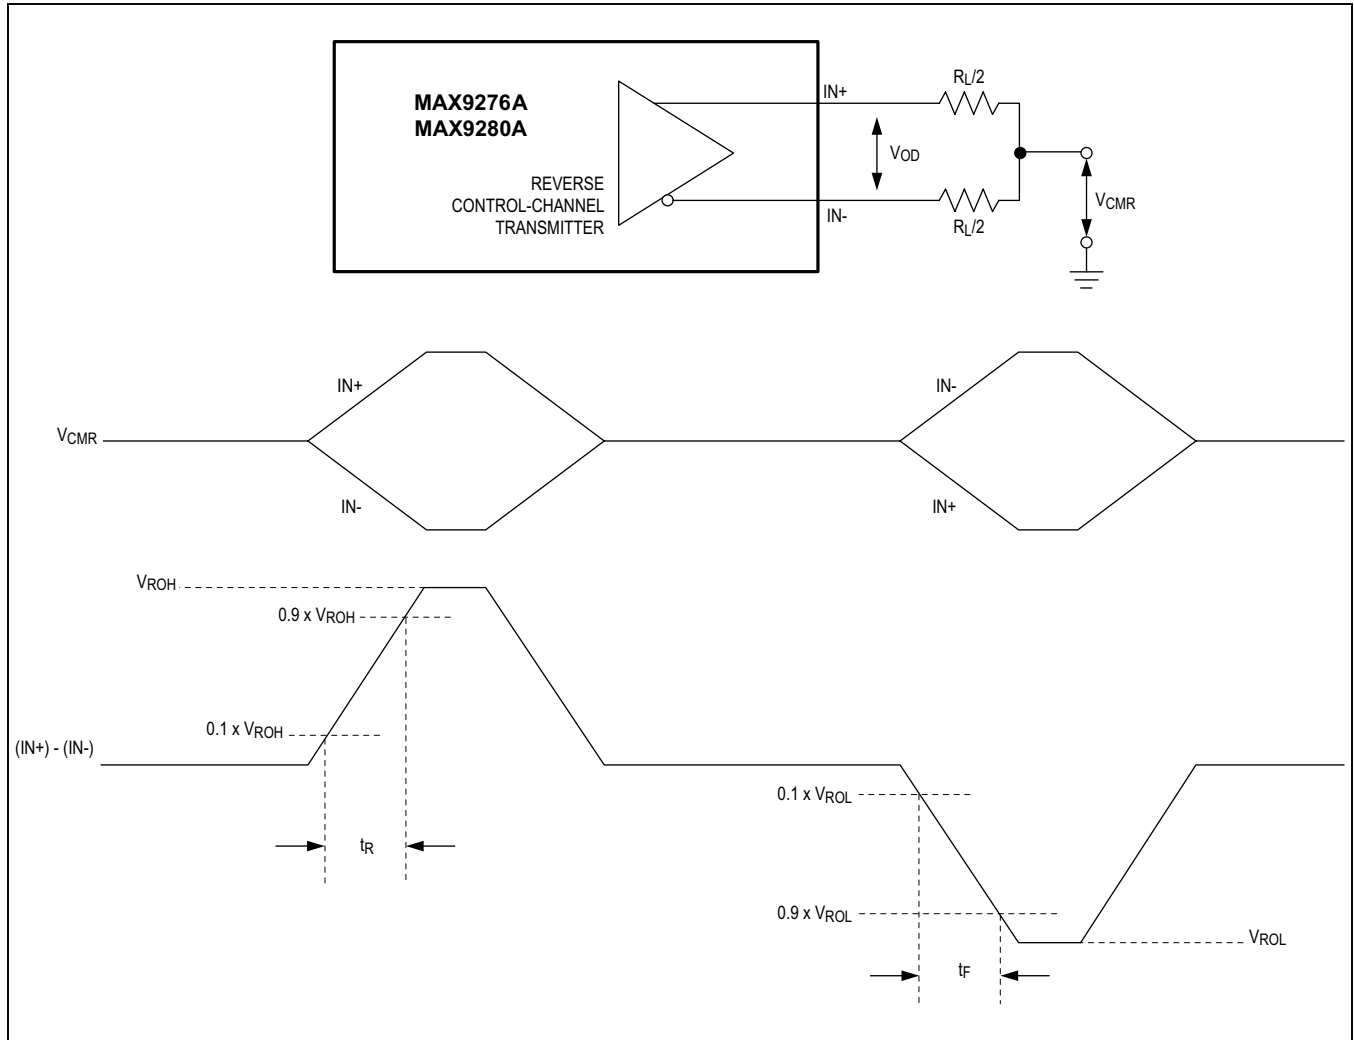 MAX9276A
MAX9280A
REVERSE
CONTROL-CHANNEL
TRANSMITTER
IN+
IN-
VOD
RL/2
RL/2
VCMR
VCMR
IN+
IN-
IN-
IN+
VROH
0.9 x VROH
0.1 x VROH
(IN+) - (IN-)
tR
0.1 x VROL
0.9 x VROL
VROL
tF